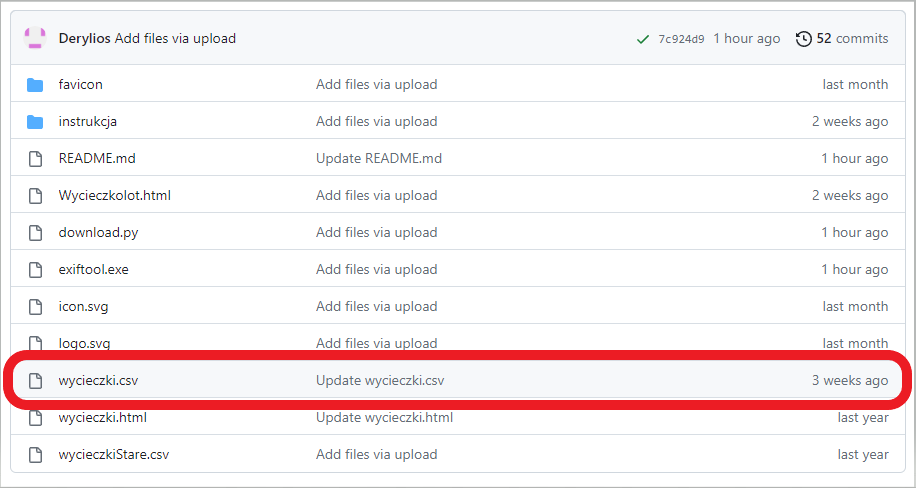 Derylios Add files via upload 7c924d9 1 hour ago 52 commits
favicon Add files via upload last month
instrukcja Add files via upload 2 weeks ago
README.md Update README.md 1 hour ago
Wycieczkolot.html Add files via upload 2 weeks ago
download.py Add files via upload 1 hour ago
exiftool.exe Add files via upload 1 hour ago
icon.svg Add files via upload last month
logo.svg Add files via upload last month
wycieczki.csv Update wycieczki.csv 3 weeks ago
wycieczki.html Update wycieczki.html last year
wycieczkiStare.csv Add files via upload last year